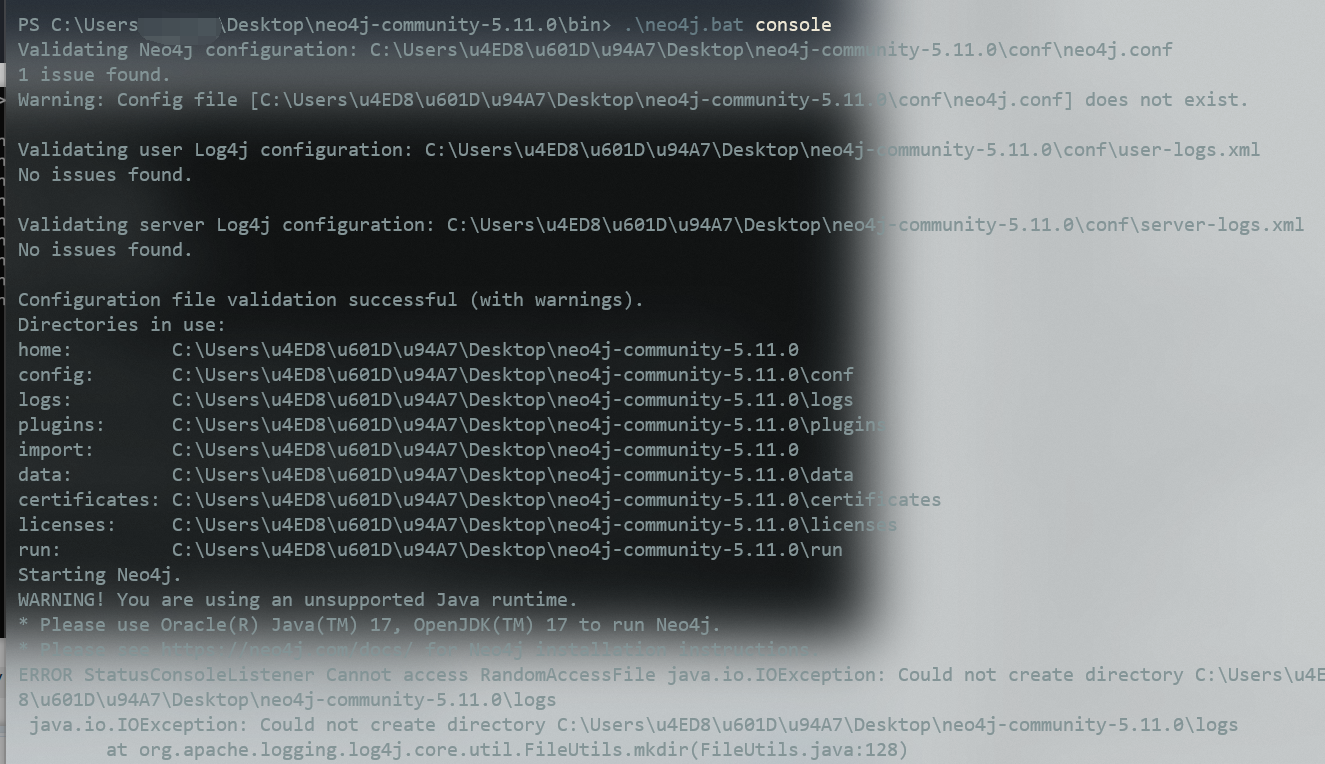 PS C:\Users\Desktop\neo4j-community-5.11.0\bin> .\neo4j.bat console
Validating Neo4j configuration: C:\Users\u4ED8\u601D\u94A7\Desktop\neo4j-community-5.11.0\conf\neo4j.conf
1 issue found.
Warning: Config file [C:\Users\u4ED8\u601D\u94A7\Desktop\neo4j-community-5.11.0\conf\neo4j.conf] does not exist.
Validating user Log4j configuration: C:\Users\u4ED8\u601D\u94A7\Desktop\neo4j-community-5.11.0\conf\user-logs.xml
No issues found.
Validating server Log4j configuration: C:\Users\u4ED8\u601D\u94A7\Desktop\neo4j-community-5.11.0\conf\server-logs.xml
No issues found.
Configuration file validation successful (with warnings).
Directories in use:
home: C:\Users\u4ED8\u601D\u94A7\Desktop\neo4j-community-5.11.0
config: C:\Users\u4ED8\u601D\u94A7\Desktop\neo4j-community-5.11.0\conf
logs: C:\Users\u4ED8\u601D\u94A7\Desktop\neo4j-community-5.11.0\logs
plugins: C:\Users\u4ED8\u601D\u94A7\Desktop\neo4j-community-5.11.0\plugins
import: C:\Users\u4ED8\u601D\u94A7\Desktop\neo4j-community-5.11.0
data: C:\Users\u4ED8\u601D\u94A7\Desktop\neo4j-community-5.11.0\data
certificates: C:\Users\u4ED8\u601D\u94A7\Desktop\neo4j-community-5.11.0\certificates
licenses: C:\Users\u4ED8\u601D\u94A7\Desktop\neo4j-community-5.11.0\licenses
run: C:\Users\u4ED8\u601D\u94A7\Desktop\neo4j-community-5.11.0\run
Starting Neo4j.
WARNING! You are using an unsupported Java runtime.
* Please use Oracle(R) Java(TM) 17, OpenJDK(TM) 17 to run Neo4j.
* Please see https://neo4j.com/docs/ for Neo4j installation instructions.
ERROR StatusConsoleListener Cannot access RandomAccessFile java.io.IOException: Could not create directory C:\Users\u4E
8\u601D\u94A7\Desktop\neo4j-community-5.11.0\logs
java.io.IOException: Could not create directory C:\Users\u4ED8\u601D\u94A7\Desktop\neo4j-community-5.11.0\logs
at org.apache.logging.log4j.core.util.FileUtils.mkdir(FileUtils.java:128)